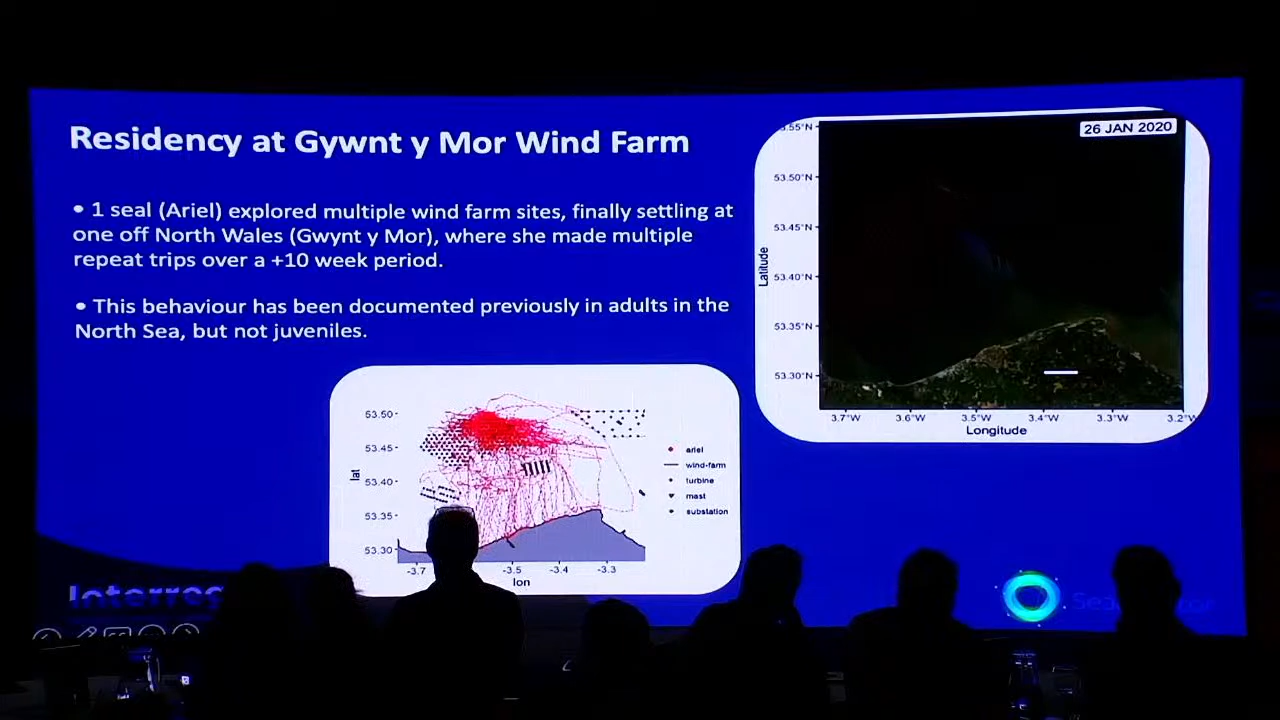 Residency at Gywnt y Mor Wind Farm
• 1 seal (Ariel) explored multiple wind farm sites, finally settling at
one off North Wales (Gwynt y Mor), where she made multiple
repeat trips over a +10 week period.
• This behaviour has been documented previously in adults in the
North Sea, but not juveniles.
26 JAN 2020
53.55°N
53.50°N
53.45°N
53.40°N
53.35°N
53.30°N
Latitude
3.7°W 3.6°W 3.5°W 3.4°W 3.3°W 3.2°W
Longitude
53.50
53.45
53.40
53.35
53.30
lat
-3.7 -3.5 -3.4 -3.3
lon
ariel
wind-farm
turbine
mast
substation